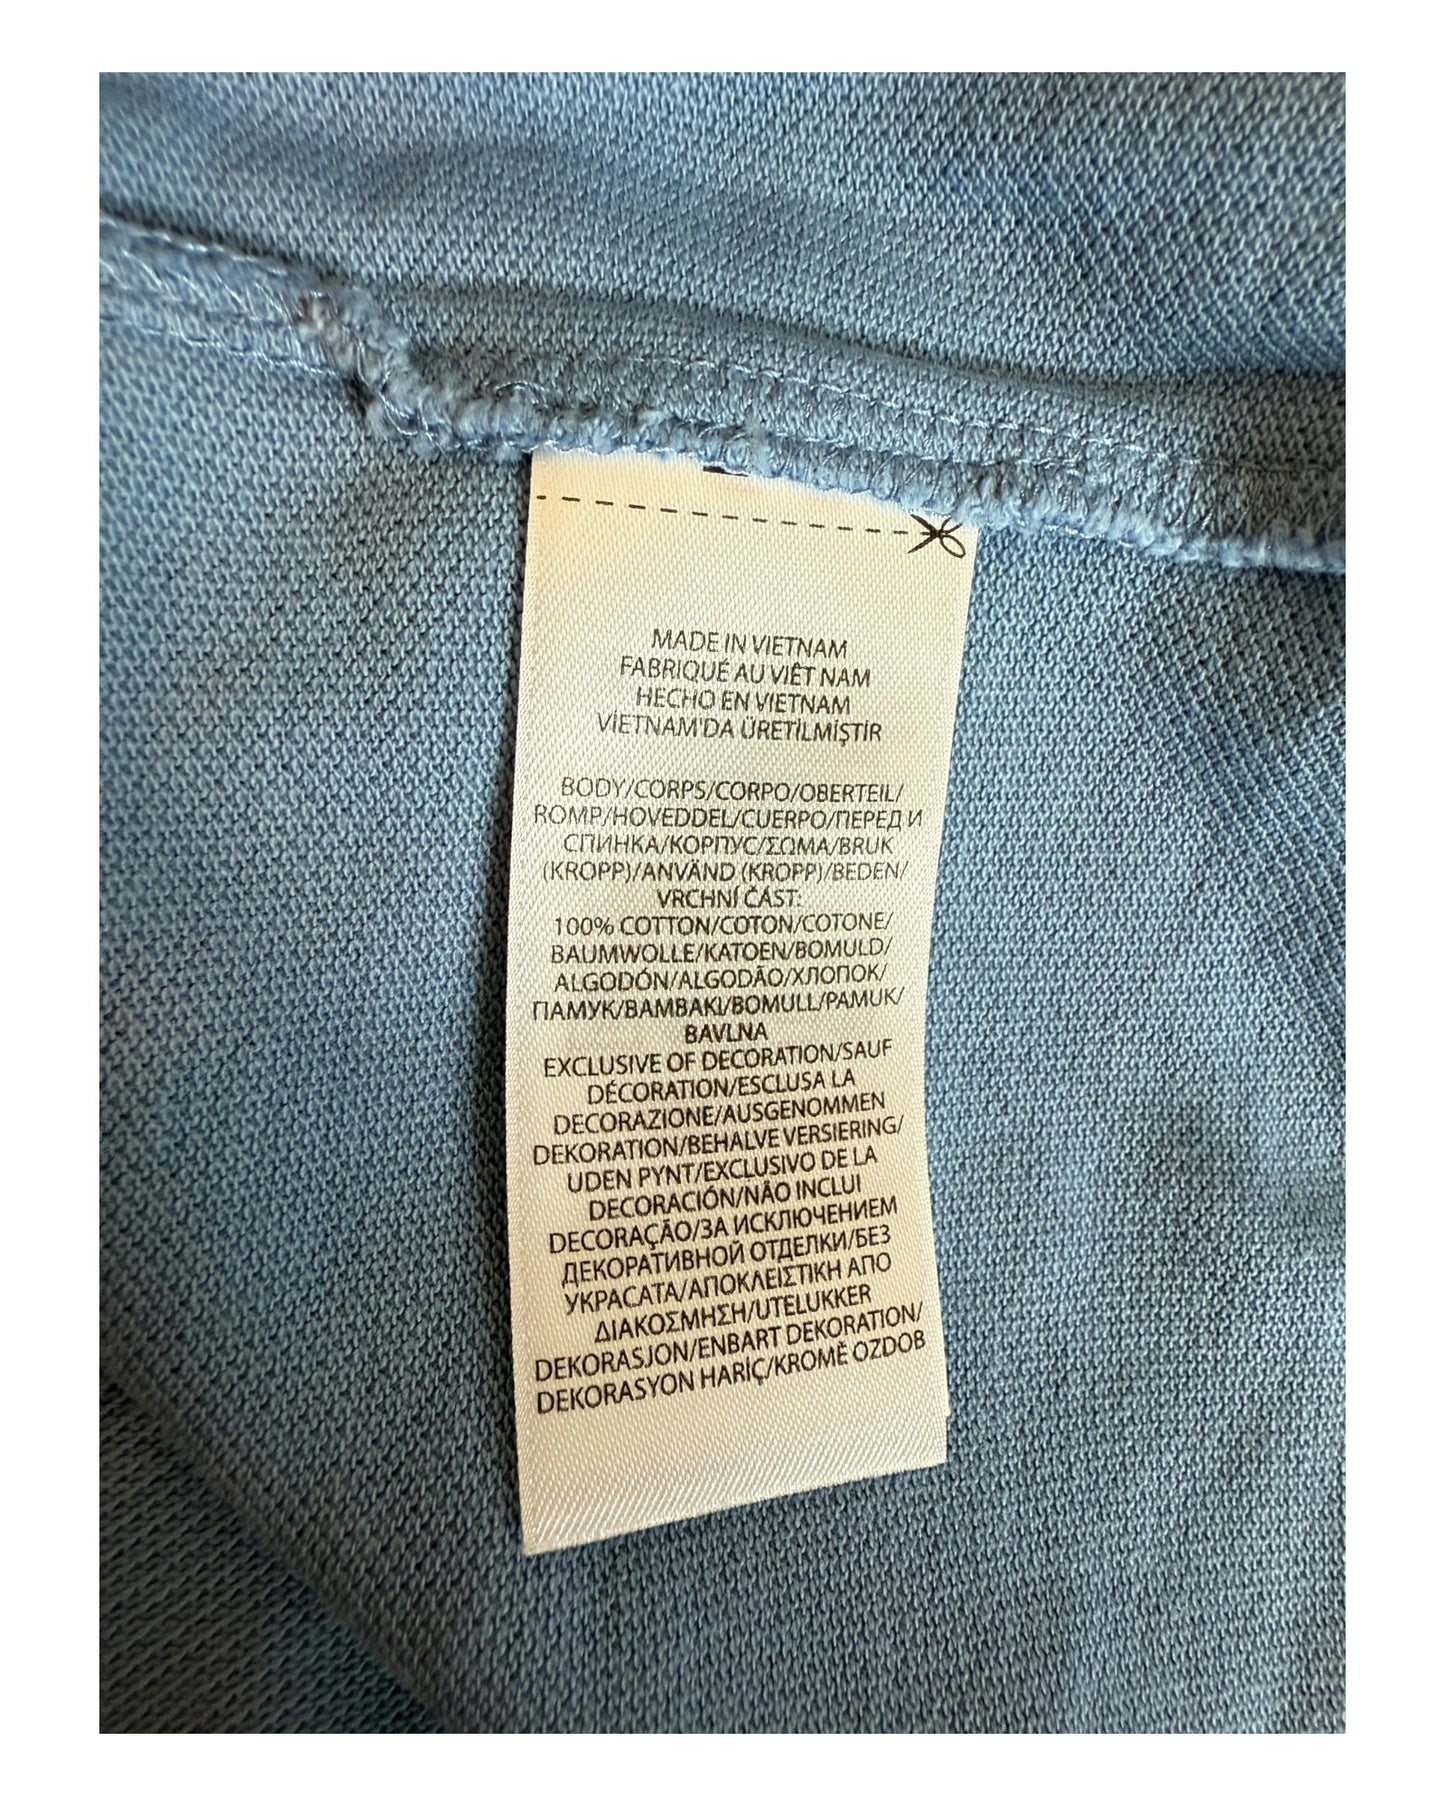 MADE IN VIETNAM
FABRIQUÉ AU VIÊT NAM
HECHO EN VIETNAM
VIETNAM'DA ÜRETİLMİŞTİR
BODY/CORPS/CORPO/OBERTEIL/
ROMP/HOVEDDEL/CUERPO/ПЕРЕД И
СПИНКА/КОРПУС/ΣΩΜΑ/BRUK
(KROPP)/ANVÄND (KROPP)/BEDEN/
VRCHNÍ ČÁST:
100% COTTON/COTON/COTONE/
BAUMWOLLE/KATOEN/BOMULD/
ALGODÓN/ALGODÃO/ХЛОПОК/
ПАМУК/ΒΑΜΒΑΚΙ/BOMULL/PAMUK/
BAVLNA
EXCLUSIVE OF DECORATION/SAUF
DÉCORATION/ESCLUSA LA
DECORAZIONE/AUSGENOMMEN
DEKORATION/BEHALVE VERSIERING/
UDEN PYNT/EXCLUSIVO DE LA
DECORACIÓN/NÃO INCLUI
DECORAÇÃO/ЗА ИСКЛЮЧЕНИЕМ
ДЕКОРАТИВНОЙ ОТДЕЛКИ/БЕЗ
УКРАСАТА/ΑΠΟΚΛΕΙΣΤΙΚΗ ΑΠΟ
ΔΙΑΚΟΣΜΗΣΗ/UTELUKKER
DEKORASJON/ENBART DEKORATION/
DEKORASYON HARİÇ/KROMĚ OZDOB